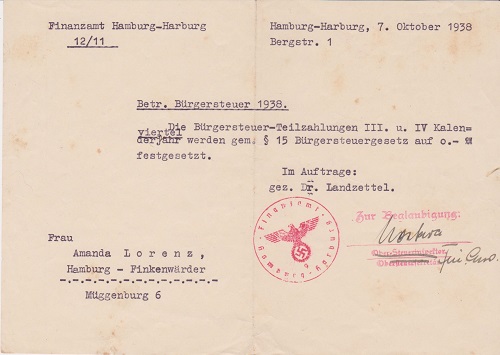 Finanzamt Hamburg-Harburg
12/11
Hamburg-Harburg, 7. Oktober 1938
Bergstr. 1
Betr. Bürgersteuer 1938.
Die Bürgersteuer-Teilzahlungen III. u. IV Kalen=
viertel
derjahr werden gem. § 15 Bürgersteuergesetz auf o.-
festgesetzt.
Im Auftrage:
gez. Dr. Landzettel.
Zur Beglaubigung:
Finanzamt
Frau
Amanda Lorenz,
Hamburg - Finkenwärder
-.-.-.-.-.-.-.-.-.-.-.-.-
Müggenburg 6